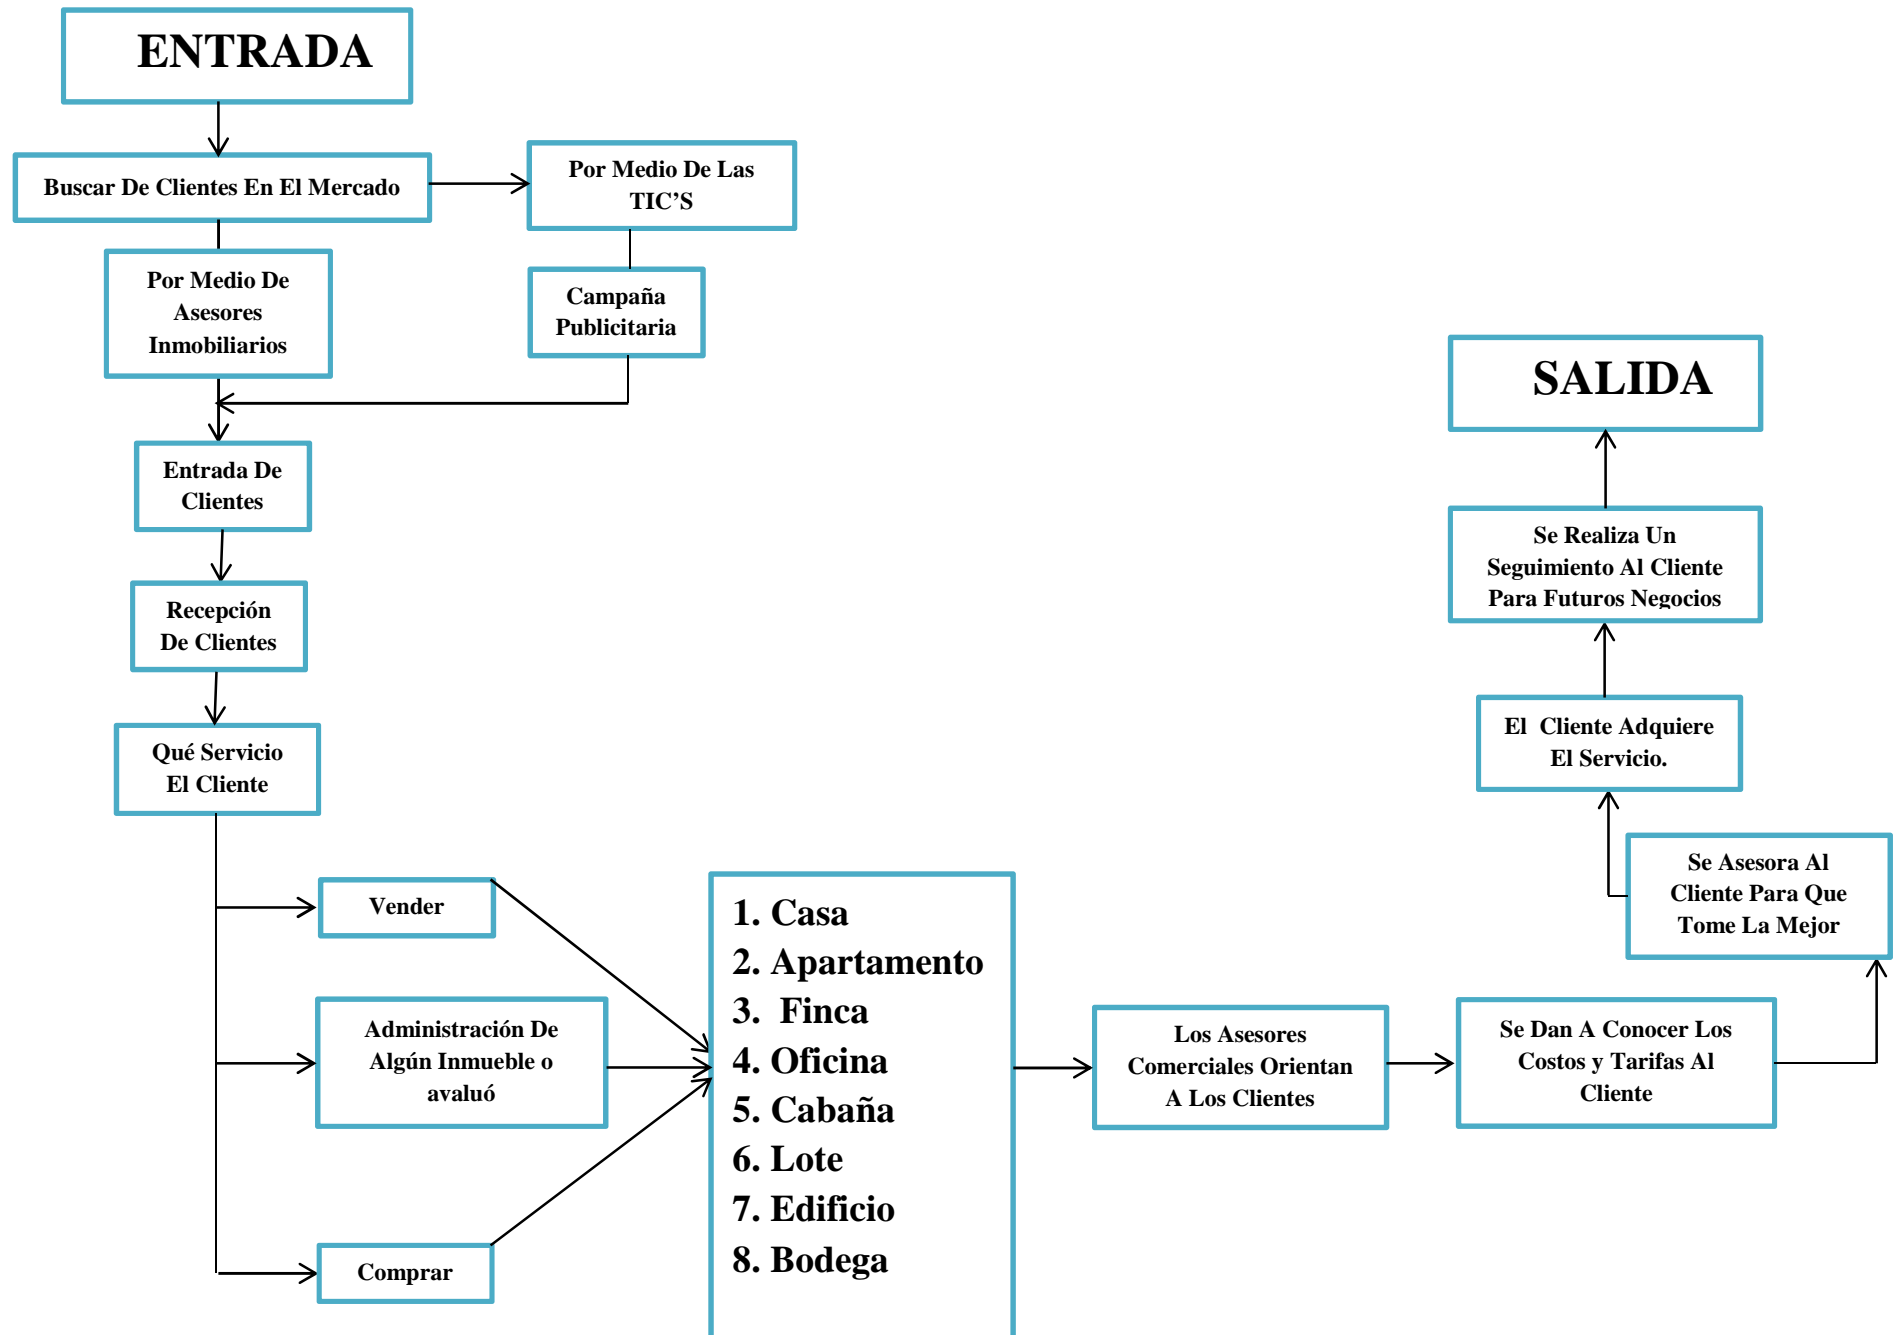 ENTRADA
Buscar De Clientes En El Mercado
Por Medio De Las
TIC'S
Por Medio De
Asesores
Inmobiliarios
Campaña
Publicitaria
Entrada De
Clientes
Recepción
De Clientes
Qué Servicio
El Cliente
Vender
Administración De
Algún Inmueble o
avaluó
Comprar
1. Casa
2. Apartamento
3. Finca
4. Oficina
5. Cabaña
6. Lote
7. Edificio
8. Bodega
Los Asesores
Comerciales Orientan
A Los Clientes
Se Dan A Conocer Los
Costos y Tarifas Al
Cliente
Se Asesora Al
Cliente Para Que
Tome La Mejor
El Cliente Adquiere
El Servicio.
Se Realiza Un
Seguimiento Al Cliente
Para Futuros Negocios
SALIDA